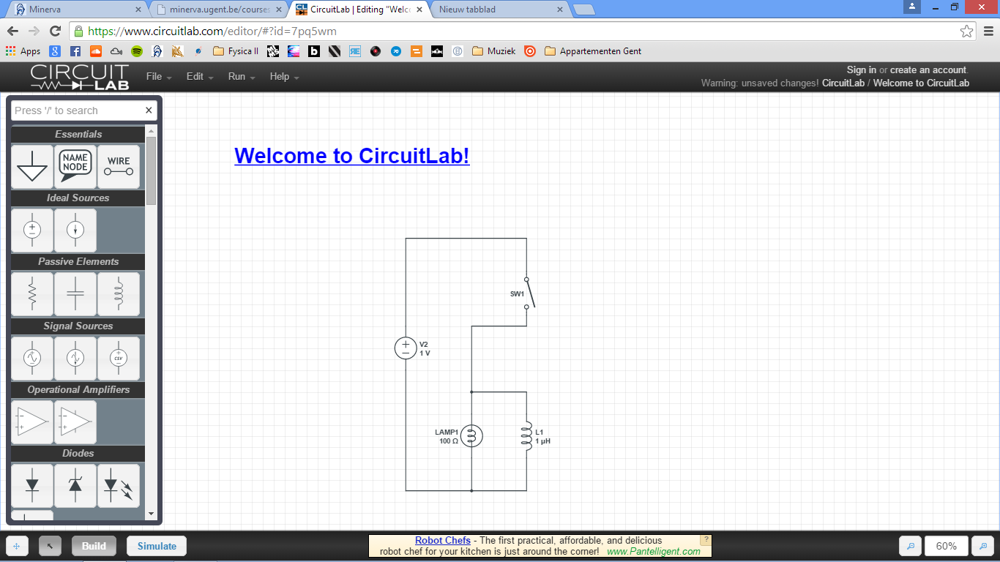 Minerva
minerva.ugent.be/courses
CircuitLab | Editing "Welc
Nieuw tabblad
https://www.circuitlab.com/editor/#?id=7pq5wm
Apps
Fysica II
Muziek
Appartementen Gent
CIRCUIT
LAB
File
Edit
Run
Help
Sign in or create an account.
Warning: unsaved changes! CircuitLab / Welcome to CircuitLab
Press '/' to search
Essentials
NAME
NODE
WIRE
Ideal Sources
Passive Elements
Signal Sources
csv
Operational Amplifiers
Diodes
Welcome to CircuitLab!
SW1
V2
1 V
LAMP1
100 Ω
L1
1 µH
Build
Simulate
Robot Chefs - The first practical, affordable, and delicious
robot chef for your kitchen is just around the corner! www.Pantelligent.com
?
60%